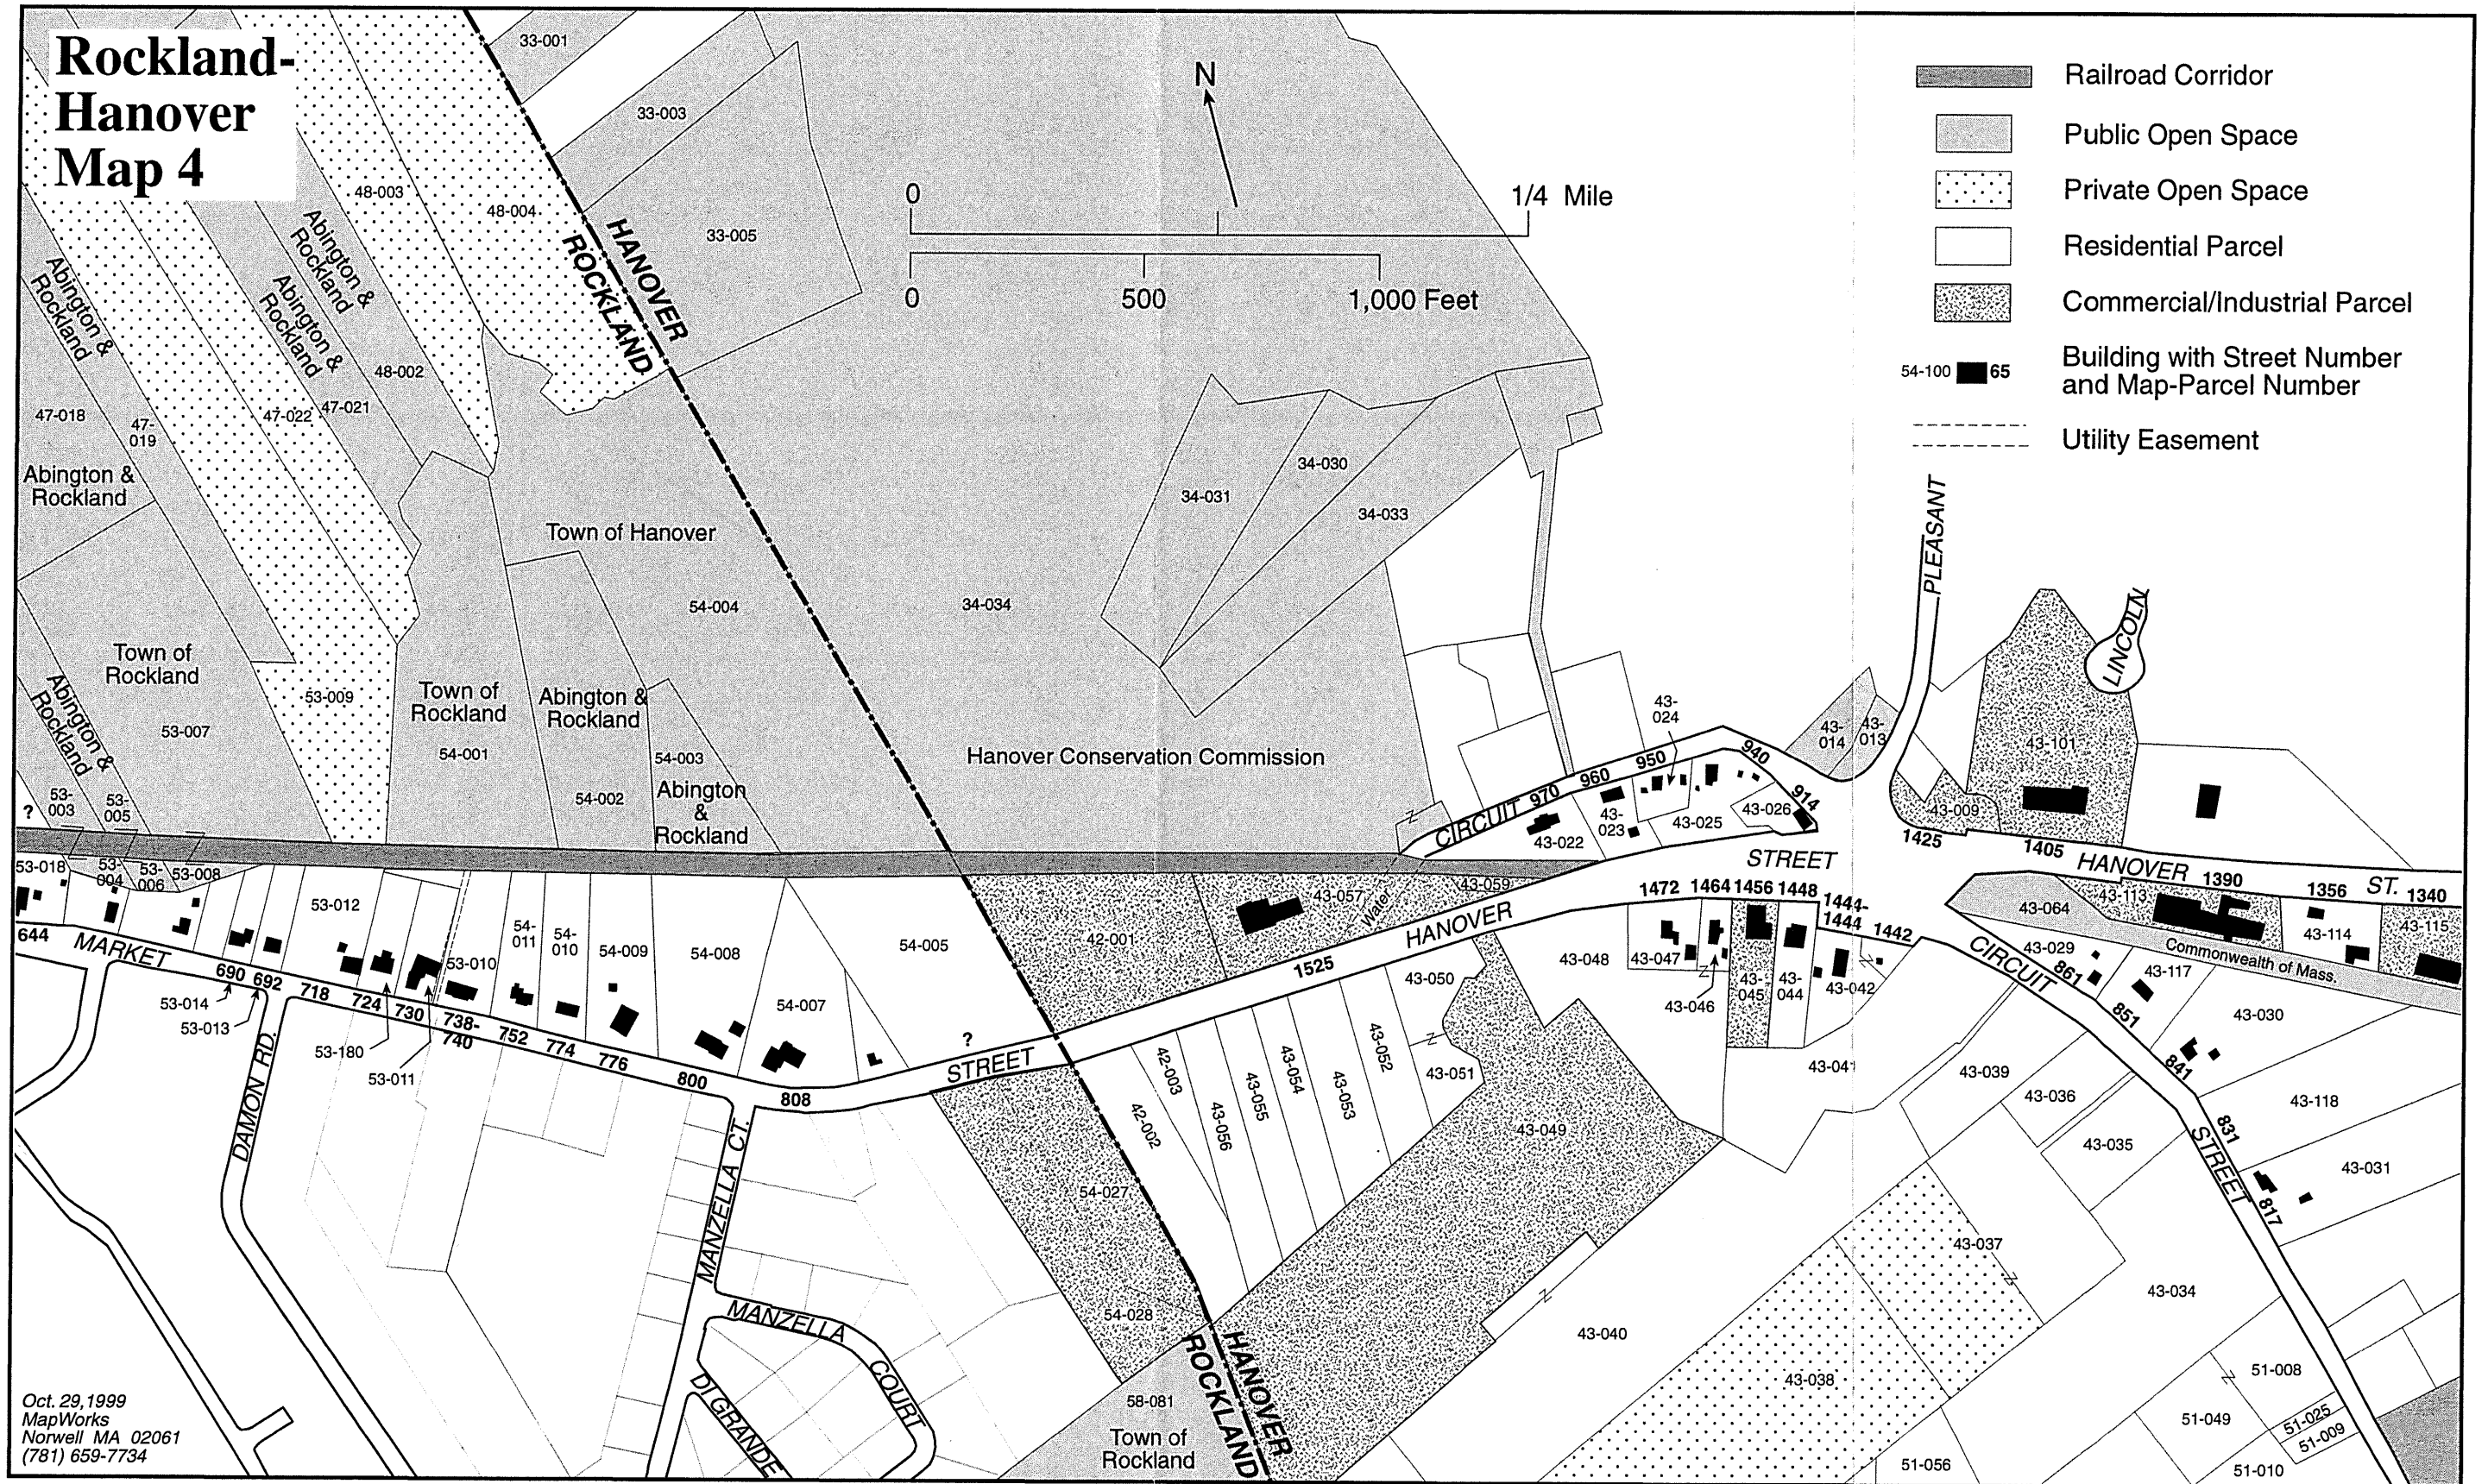 Rockland-
Hanover
Map 4
33-001
33-003
33-005
48-003
48-004
HANOVER
ROCKLAND
N
0
1/4 Mile
0
500
1,000 Feet
Railroad Corridor
Public Open Space
Private Open Space
Residential Parcel
Commercial/Industrial Parcel
54-100
65
Building with Street Number
and Map-Parcel Number
Utility Easement
Abington &
Rockland
Abington &
Rockland
Abington &
Rockland
48-002
47-021
47-022
47-018
47-
019
Abington &
Rockland
Town of Hanover
54-004
34-034
34-031
34-030
34-033
PLEASANT
LINCOLN
Town of
Rockland
53-007
53-009
Abington &
Rockland
Town of
Rockland
54-001
Abington &
Rockland
54-002
54-003
Abington
&
Rockland
Hanover Conservation Commission
?
53-
003
53-
005
43-
024
43-
014
43-
013
43-101
43-009
CIRCUIT
970
960
950
940
914
43-022
43-
023
43-025
43-026
STREET
1425
1405
HANOVER
1390
1356
ST.
1340
53-018
53-
004
53-
006
53-008
53-012
54-
011
54-
010
54-009
54-008
54-005
54-007
53-010
42-001
43-057
Water
43-059
HANOVER
1525
1472
1464
1456
1448
1444-
1444
1442
43-064
43-113
43-114
43-115
Commonwealth of Mass.
644
MARKET
690
692
718
724
730
738-
740
752
774
776
800
808
?
STREET
53-014
53-013
53-180
53-011
43-050
43-048
43-047
43-046
43-
045
43-
044
43-042
43-041
43-029
861
43-117
851
43-030
841
CIRCUIT
43-039
43-036
43-035
43-118
831
STREET
43-031
817
DAMON RD.
MANZELLA CT.
MANZELLA
COURT
DI GRANDE
42-003
42-002
43-056
43-055
43-054
43-053
43-052
43-051
43-049
54-027
54-028
58-081
Town of
Rockland
HANOVER
ROCKLAND
43-040
43-038
43-037
43-034
51-008
51-049
51-025
51-009
51-010
51-056
Oct. 29,1999
MapWorks
Norwell MA 02061
(781) 659-7734